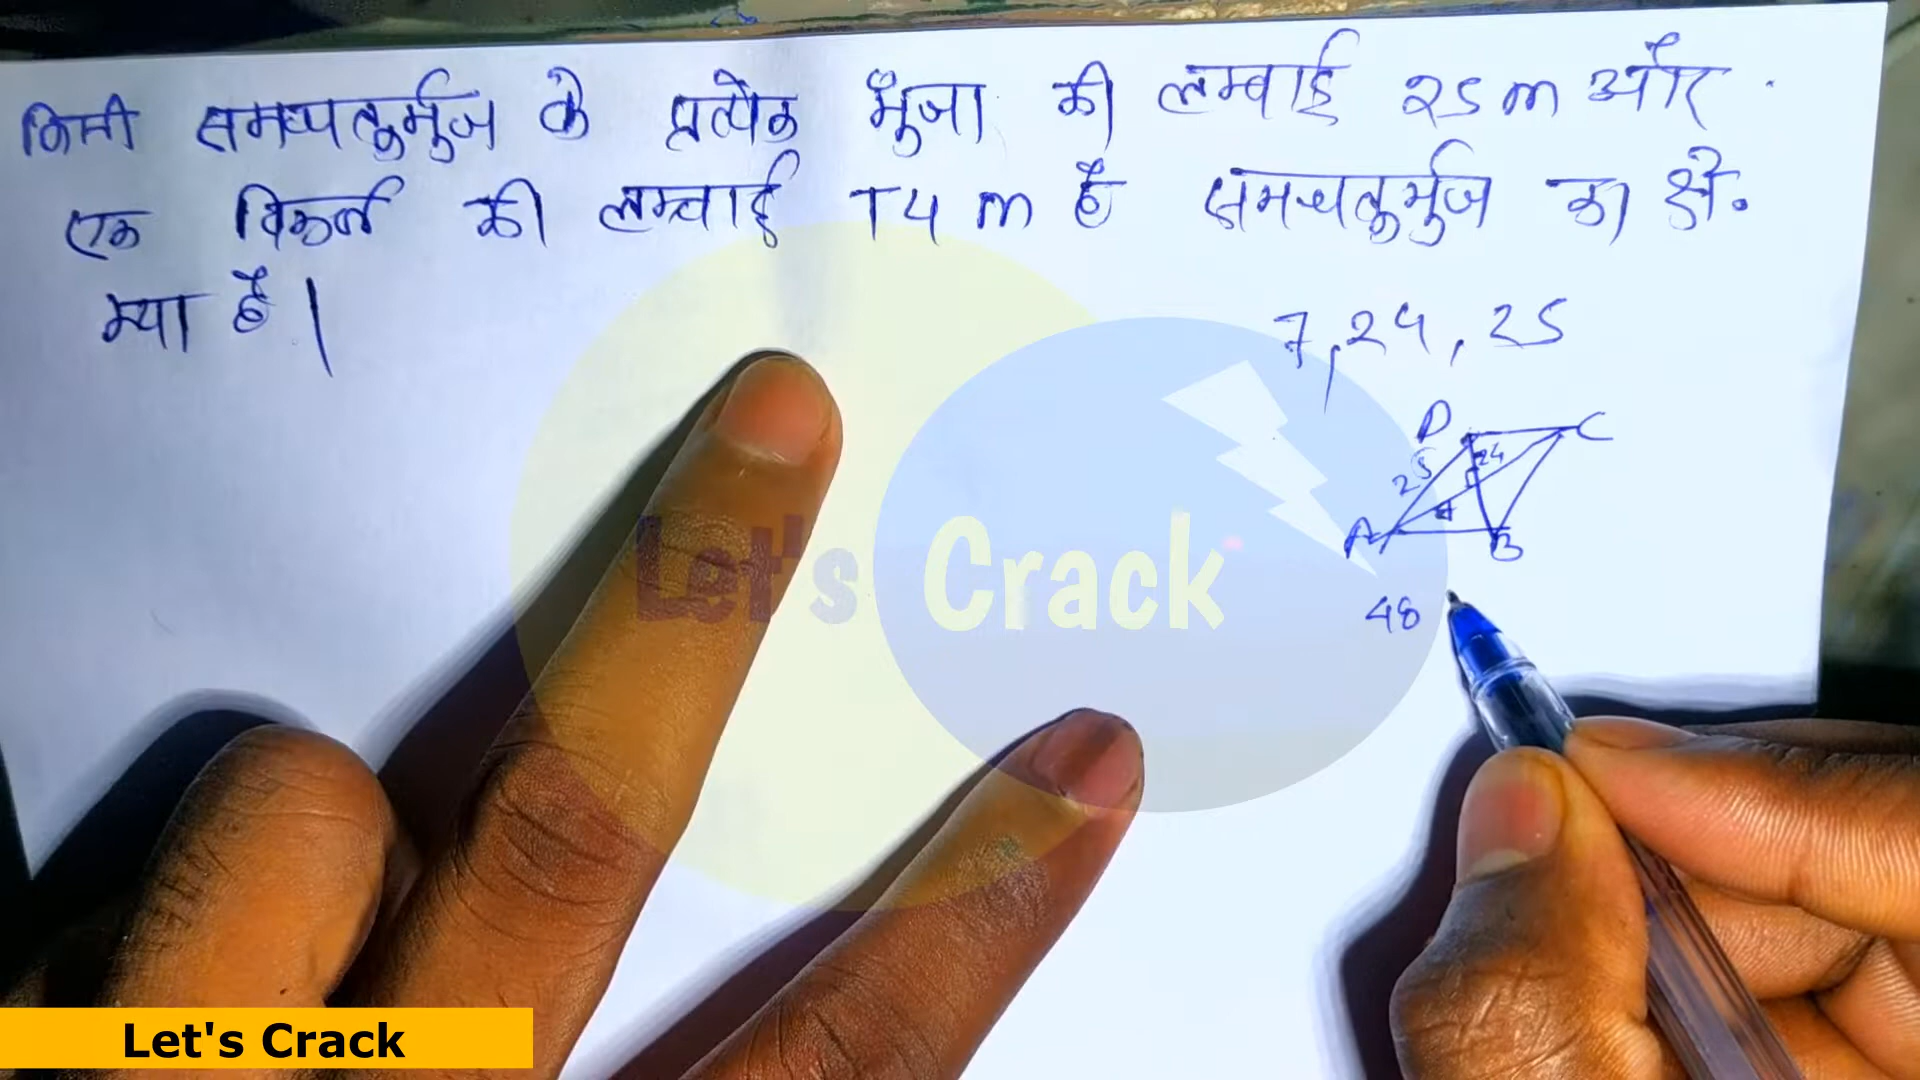 किसी समचतुर्भुज के प्रत्येक भुजा की लम्बाई 25 m और
एक विकर्ण की लम्बाई 14 m है समचतुर्भुज का क्षे.
क्या है |
7, 24, 25
D C
25 24
A B
48
Let's Crack
Let's Crack